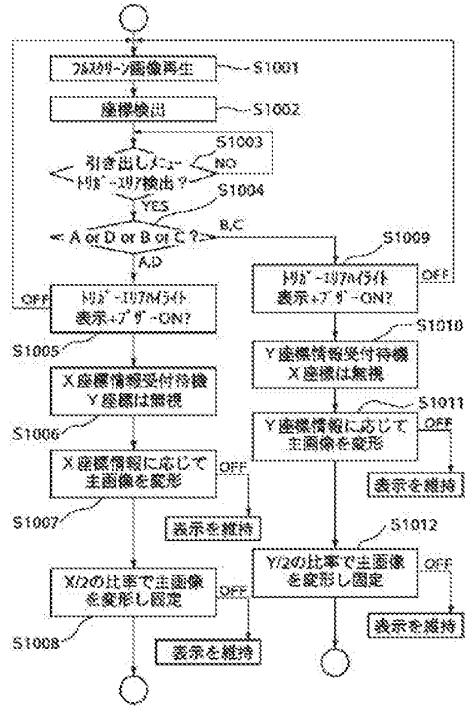 フルスクリーン画像再生
S1001
座標検出
S1002
S1003
引き出しメニュー
トリガーエリア検出？
NO
YES
S1004
A or D or B or C ?
B,C
A,D
S1009
トリガーエリアハイライト
表示+ブザーON?
OFF
S1005
トリガーエリアハイライト
表示+ブザーON?
OFF
S1010
Y座標情報受付待機
X座標は無視
X座標情報受付待機
Y座標は無視
S1006
S1011
Y座標情報に応じて
主画像を変形
OFF
表示を維持
X座標情報に応じて
主画像を変形
OFF
S1007
表示を維持
S1012
Y/2の比率で主画像
を変形し固定
OFF
表示を維持
X/2の比率で主画像
を変形し固定
OFF
S1008
表示を維持